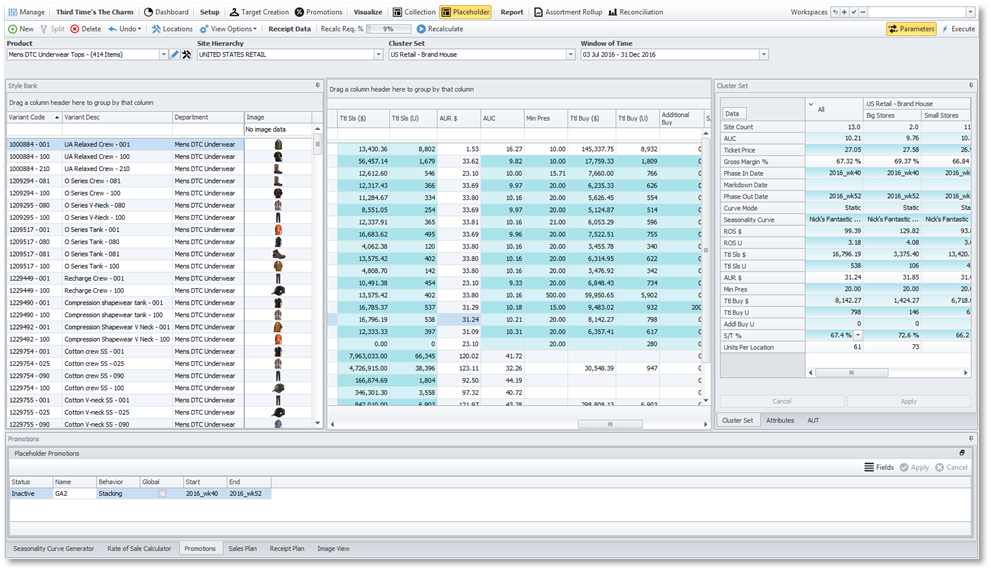 Manage Third Time's The Charm Dashboard Setup Target Creation Promotions Visualize Collection Placeholder Report Assortment Rollup Reconciliation Workspaces
New Split Delete Undo Locations View Options Receipt Data Recalc Req. % 9% Recalculate Parameters Execute
Product Site Hierarchy Cluster Set Window of Time
Mens DTC Underwear Tops - (414 Items) UNITED STATES RETAIL US Retail - Brand House 03 Jul 2016 - 31 Dec 2016
Style Bank
Drag a column header here to group by that column
Variant Code Variant Desc Department Image
No image data
1000884 - 001 UA Relaxed Crew - 001 Mens DTC Underwear
1000884 - 100 UA Relaxed Crew - 100 Mens DTC Underwear
1000884 - 210 UA Relaxed Crew - 210 Mens DTC Underwear
1209294 - 081 O Series Crew - 081 Mens DTC Underwear
1209294 - 100 O Series Crew - 100 Mens DTC Underwear
1209295 - 080 O Series V-Neck - 080 Mens DTC Underwear
1209295 - 100 O Series V-Neck - 100 Mens DTC Underwear
1209517 - 001 O Series Tank - 001 Mens DTC Underwear
1209517 - 080 O Series Tank - 080 Mens DTC Underwear
1209517 - 081 O Series Tank - 081 Mens DTC Underwear
1209517 - 100 O Series Tank - 100 Mens DTC Underwear
1229449 - 001 Recharge Crew - 001 Mens DTC Underwear
1229449 - 100 Recharge Crew - 100 Mens DTC Underwear
1229490 - 001 Compression shapewear tank - 001 Mens DTC Underwear
1229490 - 100 Compression shapewear tank - 100 Mens DTC Underwear
1229492 - 001 Compression Shapewear V Neck - 001 Mens DTC Underwear
1229492 - 100 Compression Shapewear V Neck - 100 Mens DTC Underwear
1229754 - 001 Cotton crew SS - 001 Mens DTC Underwear
1229754 - 025 Cotton crew SS - 025 Mens DTC Underwear
1229754 - 090 Cotton crew SS - 090 Mens DTC Underwear
1229754 - 100 Cotton crew SS - 100 Mens DTC Underwear
1229755 - 001 Cotton V-neck SS - 001 Mens DTC Underwear
1229755 - 025 Cotton V-neck SS - 025 Mens DTC Underwear
1229755 - 090 Cotton V-neck SS - 090 Mens DTC Underwear
Drag a column header here to group by that column
Ttl Sls ($) Ttl Sls (U) AUR $ AUC Min Pres Ttl Buy ($) Ttl Buy (U) Additional Buy
13,430.36 8,802 1.53 16.27 10.00 145,337.75 8,932
56,457.14 1,679 33.62 9.82 10.00 17,759.33 1,809
12,612.60 546 23.10 10.16 15.71 7,660.00 766
12,317.43 366 33.69 9.97 20.00 6,235.33 626
11,284.67 334 33.80 10.16 20.00 5,626.45 554
8,551.05 254 33.69 9.97 20.00 5,124.87 514
12,337.91 365 33.81 10.16 21.00 6,053.29 596
16,683.62 495 33.69 9.96 20.00 7,522.51 755
4,062.38 120 33.80 10.16 20.00 3,455.78 340
13,575.42 402 33.80 10.16 20.00 6,314.95 622
4,808.70 142 33.80 10.16 20.00 3,476.92 342
10,491.38 454 23.10 9.33 20.00 6,848.43 734
13,575.42 402 33.80 10.16 500.00 59,950.65 5,902
16,785.37 537 31.29 10.18 15.00 9,483.02 932 200
16,796.19 538 31.24 10.21 20.00 8,142.27 798
12,333.33 397 31.09 10.31 20.00 6,357.41 617
0.00 0 23.10 20.00 280
7,963,033.00 66,345 120.02 41.72
4,726,915.00 38,396 123.11 32.26 30,548.39 947
166,874.69 1,804 92.50 44.19
346,301.30 3,558 97.32 40.72
842,010.00 6,903 121.97 43.28 298,808.13 6,903
Cluster Set
Data All US Retail - Brand House
Big Stores Small Stores
Site Count 13.0 2.0 11
AUC 10.21 9.76 10.
Ticket Price 27.05 27.58 26.
Gross Margin % 67.32 % 69.37 % 66.84
Phase In Date 2016_wk40 2016_wk40 2016_wk
Markdown Date
Phase Out Date 2016_wk52 2016_wk52 2016_wk
Curve Mode Static Static Sta
Seasonality Curve Nick's Fantastic ... Nick's Fantastic ... Nick's Fantastic
ROS $ 99.39 129.82 93.
ROS U 3.18 4.08 3.
Ttl Sls $ 16,796.19 3,375.40 13,420.
Ttl Sls U 538 106 4
AUR $ 31.24 31.85 31.
Min Pres 20.00 20.00 20.
Ttl Buy $ 8,142.27 1,424.27 6,718.
Ttl Buy U 798 146 6
Addl Buy U 0 0
S/T % 67.4 % 72.6 % 66.2
Units Per Location 61 73
Cancel Apply
Cluster Set Attributes AUT
Promotions
Placeholder Promotions
Fields Apply Cancel
Status Name Behavior Global Start End
Inactive GA2 Stacking 2016_wk40 2016_wk52
Seasonality Curve Generator Rate of Sale Calculator Promotions Sales Plan Receipt Plan Image View